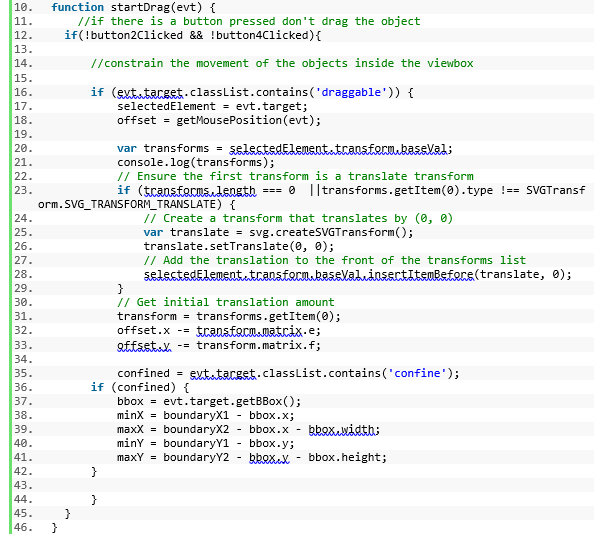 10. function startDrag(evt) {
11. //if there is a button pressed don't drag the object
12. if(!button2Clicked && !button4Clicked){
13.
14. //constrain the movement of the objects inside the viewbox
15.
16. if (evt.target.classList.contains('draggable')) {
17. selectedElement = evt.target;
18. offset = getMousePosition(evt);
19.
20. var transforms = selectedElement.transform.baseVal;
21. console.log(transforms);
22. // Ensure the first transform is a translate transform
23. if (transforms.length === 0 ||transforms.getItem(0).type !== SVGTransf
orm.SVG_TRANSFORM_TRANSLATE) {
24. // Create a transform that translates by (0, 0)
25. var translate = svg.createSVGTransform();
26. translate.setTranslate(0, 0);
27. // Add the translation to the front of the transforms list
28. selectedElement.transform.baseVal.insertItemBefore(translate, 0);
29. }
30. // Get initial translation amount
31. transform = transforms.getItem(0);
32. offset.x -= transform.matrix.e;
33. offset.y -= transform.matrix.f;
34.
35. confined = evt.target.classList.contains('confine');
36. if (confined) {
37. bbox = evt.target.getBBox();
38. minX = boundaryX1 - bbox.x;
39. maxX = boundaryX2 - bbox.x - bbox.width;
40. minY = boundaryY1 - bbox.y;
41. maxY = boundaryY2 - bbox.y - bbox.height;
42. }
43.
44. }
45. }
46. }